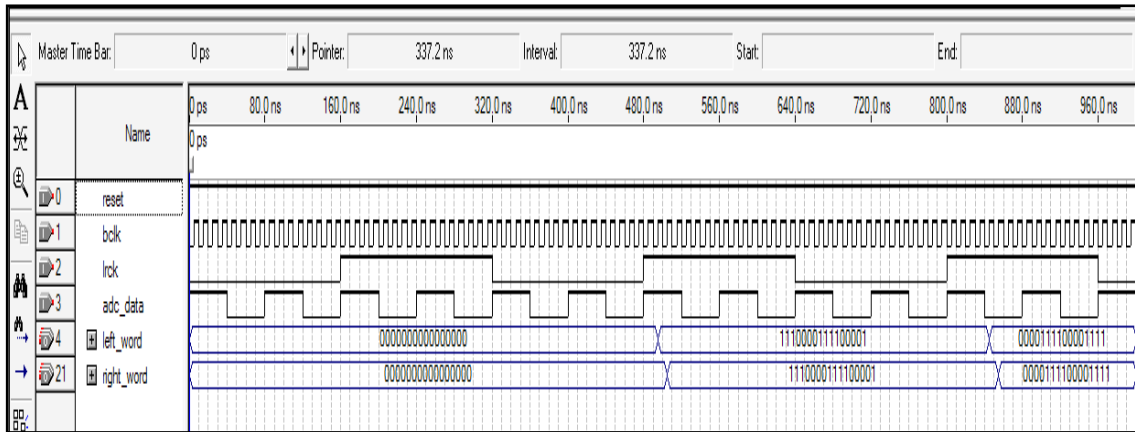 Master Time Bar: 0 ps Pointer: 337.2 ns Interval: 337.2 ns Start: End:
A
Name
0 ps 80.0 ns 160.0 ns 240.0 ns 320.0 ns 400.0 ns 480.0 ns 560.0 ns 640.0 ns 720.0 ns 800.0 ns 880.0 ns 960.0 ns
0 ps
0 reset
1 bclk
2 lrck
3 adc_data
4 left_word 0000000000000000 1110000111100001 0000111100001111
21 right_word 0000000000000000 1110000111100001 0000111100001111